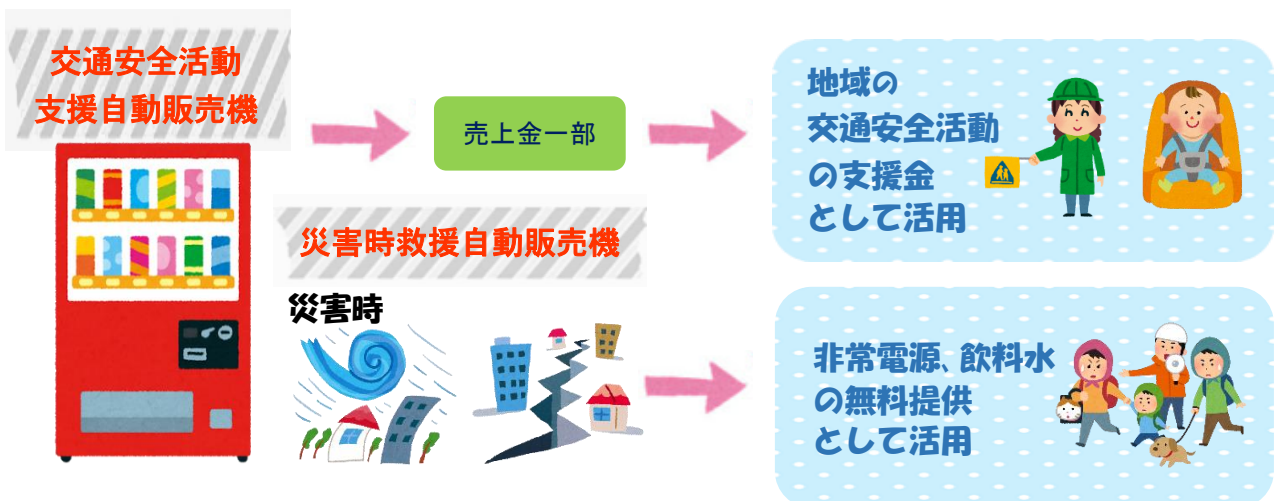 交通安全活動
支援自動販売機
売上金一部
地域の
交通安全活動
の支援金
として活用
災害時救援自動販売機
災害時
非常電源、飲料水
の無料提供
として活用